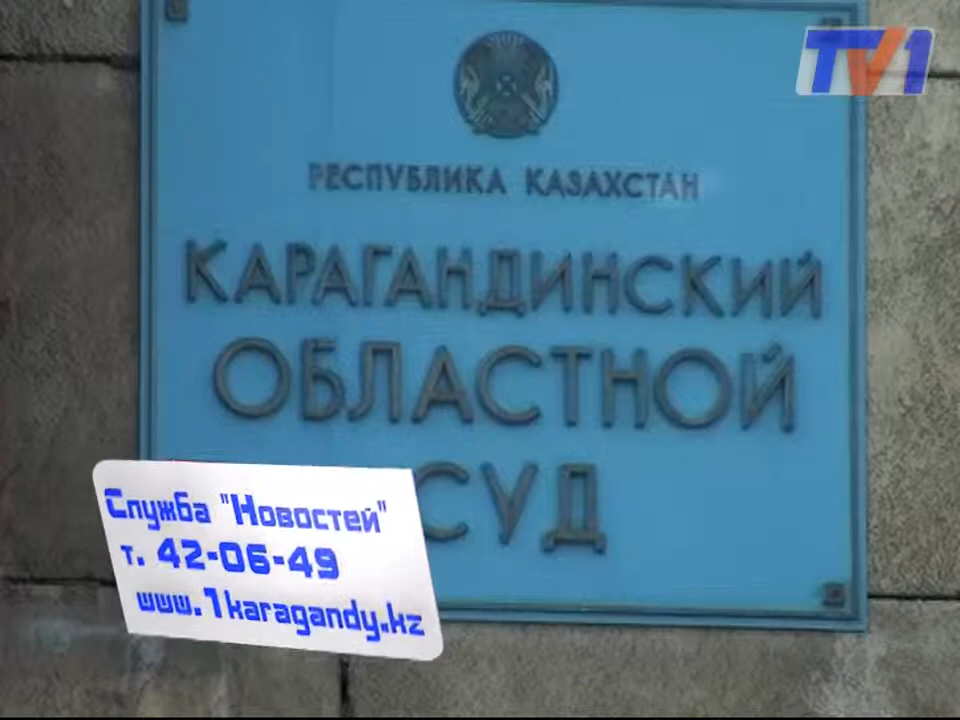 TV1
РЕСПУБЛИКА КАЗАХСТАН
КАРАГАНДИНСКИЙ
ОБЛАСТНОЙ
СУД
Служба "Новостей"
т. 42-06-49
www.1karagandy.kz